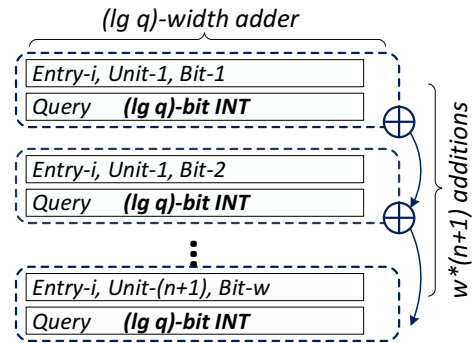 (lg q)-width adder
Entry-i, Unit-1, Bit-1
Query (lg q)-bit INT
Entry-i, Unit-1, Bit-2
Query (lg q)-bit INT
Entry-i, Unit-(n+1), Bit-w
Query (lg q)-bit INT
w*(n+1) additions